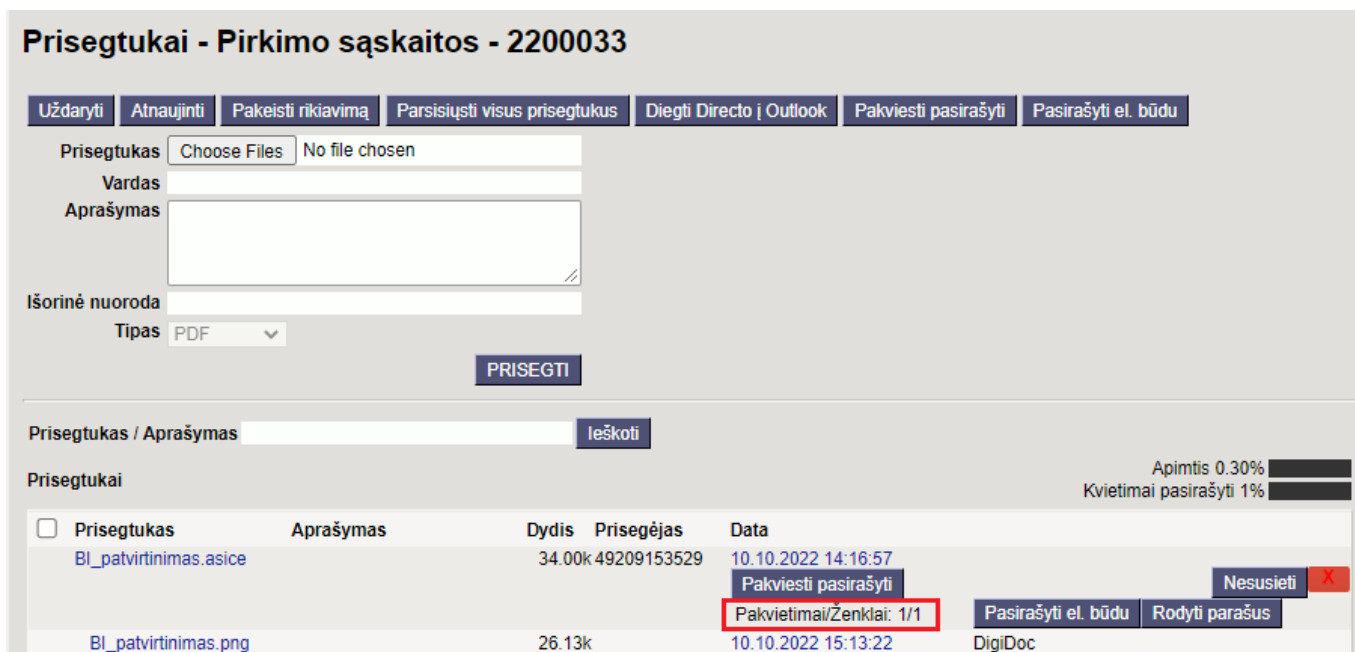 Prisegtukai - Pirkimo sąskaitos - 2200033
Uždaryti Atnaujinti Pakeisti rikiavimą Parsisiųsti visus prisegtukus Diegti Directo į Outlook Pakviesti pasirašyti Pasirašyti el. būdu
Prisegtukas Choose Files No file chosen
Vardas
Aprašymas
Išorinė nuoroda
Tipas PDF
PRISEGTI
Prisegtukas / Aprašymas Ieškoti
Apimtis 0.30%
Prisegtukai
Kvietimai pasirašyti 1%
Prisegtukas Aprašymas Dydis Prisegėjas Data
BI_patvirtinimas.asice 34.00k 49209153529 10.10.2022 14:16:57
Pakviesti pasirašyti Nesusieti X
Pakvietimai/Ženklai: 1/1 Pasirašyti el. būdu Rodyti parašus
BI_patvirtinimas.png 26.13k 10.10.2022 15:13:22 DigiDoc